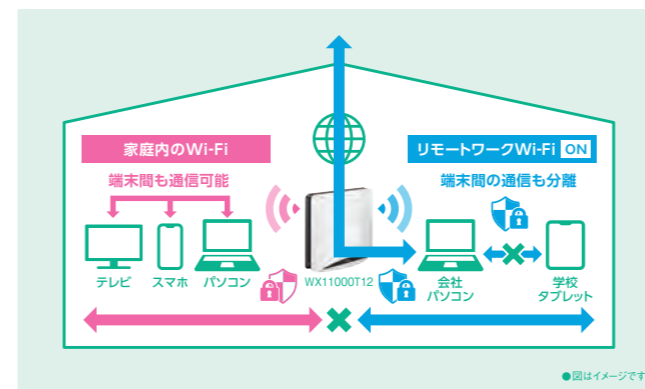 家庭内のWi-Fi
リモートワークWi-Fi ON
端末間も通信可能
端末間の通信も分離
テレビ
スマホ
パソコン
WX11000T12
会社
パソコン
学校
タブレット
●図はイメージです